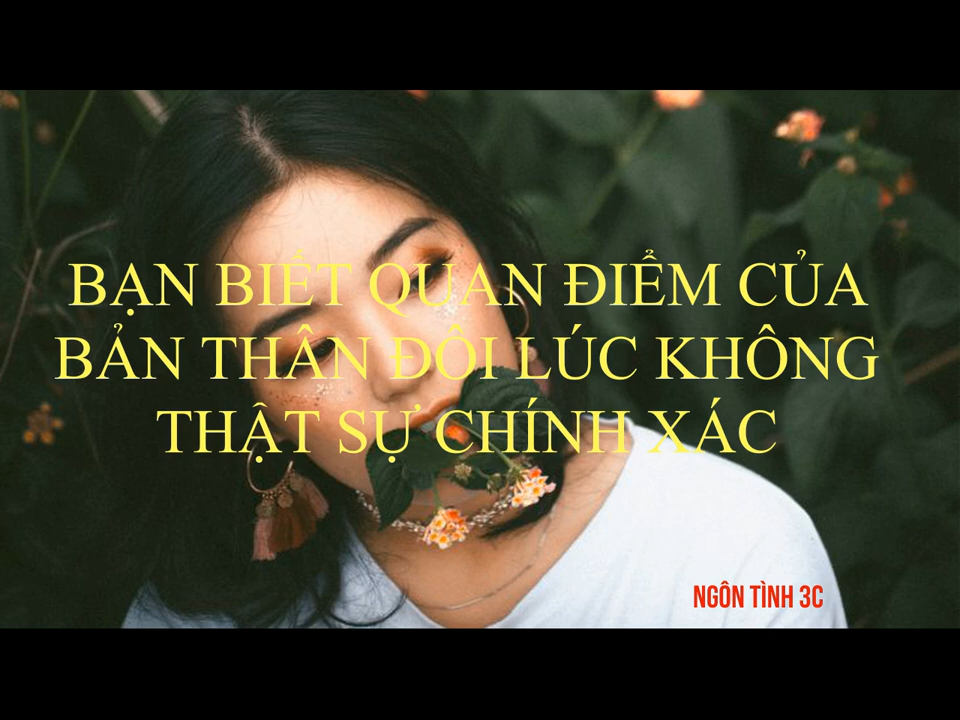 BẠN BIẾT QUAN ĐIỂM CỦA
BẢN THÂN ĐÔI LÚC KHÔNG
THẬT SỰ CHÍNH XÁC
NGÔN TÌNH 3C